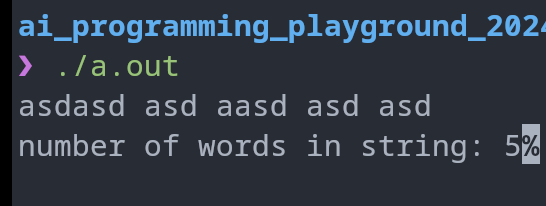 ai_programming_playground_2024
❯ ./a.out
asdasd asd aasd asd asd
number of words in string: 5%